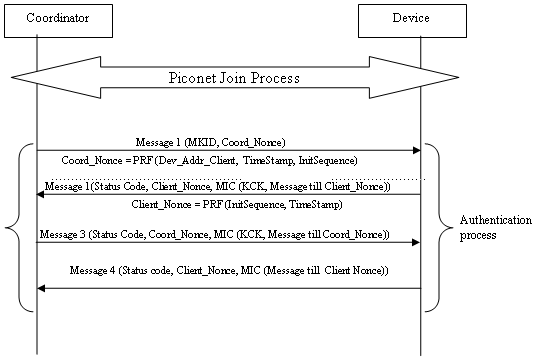 Coordinator
Device
Piconet Join Process
Message 1 (MKID, Coord_Nonce)
Coord_Nonce = PRF (Dev_Addr_Client, TimeStamp, InitSequence)
Message 1(Status Code, Client_Nonce, MIC (KCK, Message till Client_Nonce))
Client_Nonce = PRF(InitSequence, TimeStamp)
Message 3 (Status Code, Coord_Nonce, MIC (KCK, Message till Coord_Nonce))
Message 4 (Status code, Client_Nonce, MIC (Message till Client Nonce))
Authentication
process